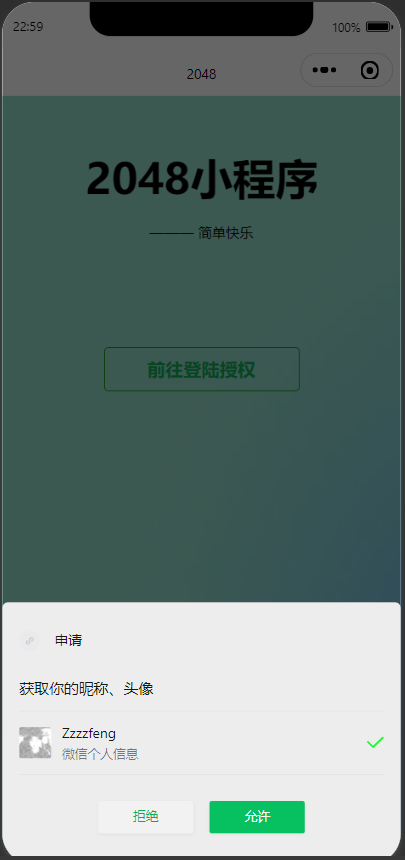 22:59
100%
2048
2048小程序
——— 简单快乐
前往登陆授权
申请
获取你的昵称、头像
Zzzzfeng
微信个人信息
拒绝
允许